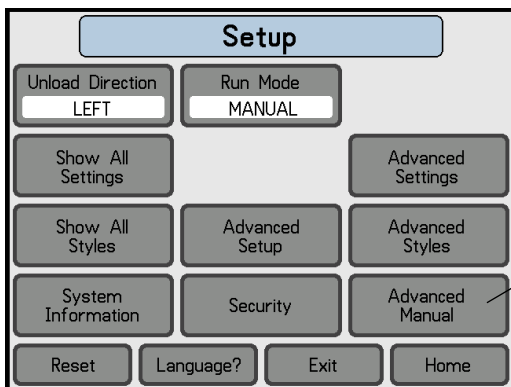 Setup
Unload Direction
LEFT
Run Mode
MANUAL
Show All
Settings
Advanced
Settings
Show All
Styles
Advanced
Setup
Advanced
Styles
System
Information
Security
Advanced
Manual
Reset
Language?
Exit
Home